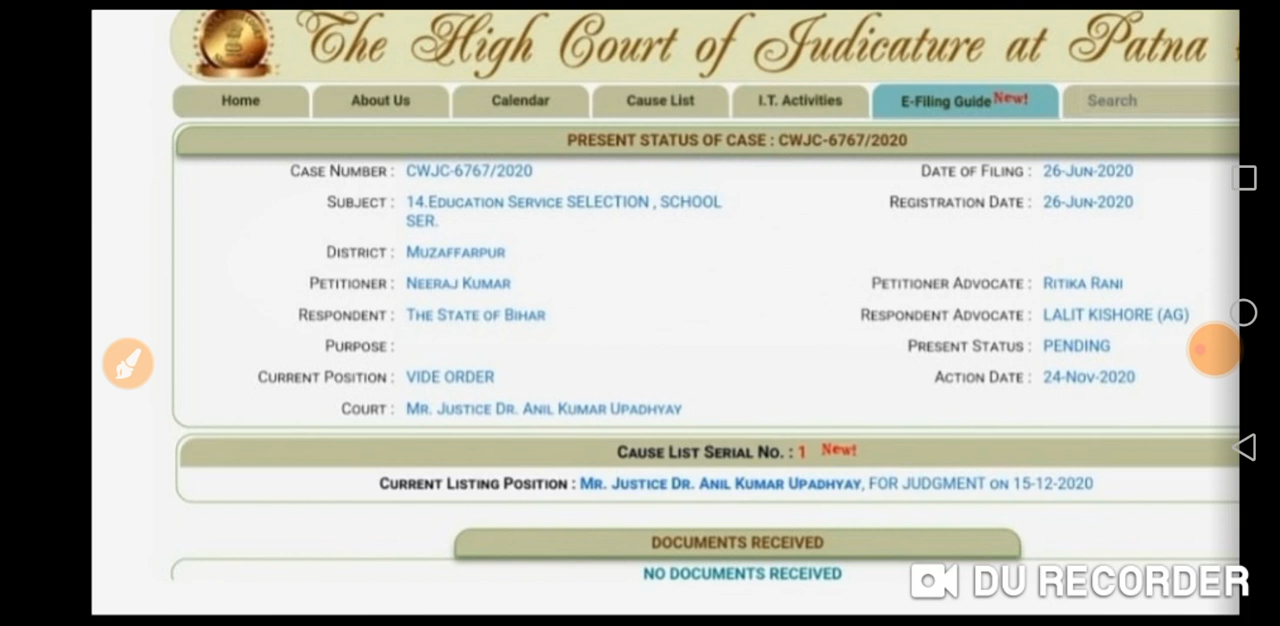 The High Court of Judicature at Patna
Home About Us Calendar Cause List I.T. Activities E-Filing Guide New! Search
PRESENT STATUS OF CASE : CWJC-6767/2020
CASE NUMBER : CWJC-6767/2020 DATE OF FILING : 26-JUN-2020
SUBJECT : 14.EDUCATION SERVICE SELECTION , SCHOOL SER. REGISTRATION DATE : 26-JUN-2020
DISTRICT : MUZAFFARPUR
PETITIONER : NEERAJ KUMAR PETITIONER ADVOCATE : RITIKA RANI
RESPONDENT : THE STATE OF BIHAR RESPONDENT ADVOCATE : LALIT KISHORE (AG)
PURPOSE : PRESENT STATUS : PENDING
CURRENT POSITION : VIDE ORDER ACTION DATE : 24-NOV-2020
COURT : MR. JUSTICE DR. ANIL KUMAR UPADHYAY
CAUSE LIST SERIAL NO. : 1 New!
CURRENT LISTING POSITION : MR. JUSTICE DR. ANIL KUMAR UPADHYAY, FOR JUDGMENT ON 15-12-2020
DOCUMENTS RECEIVED
NO DOCUMENTS RECEIVED
DU RECORDER